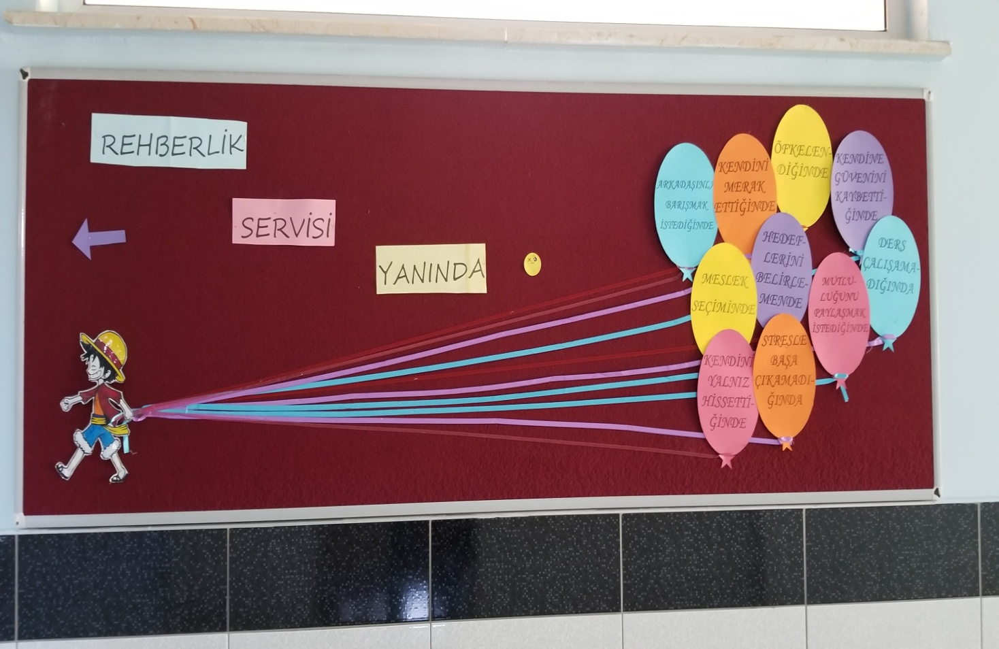 REHBERLİK
SERVİSİ
YANINDA
ARKADAŞINLA
BARIŞMAK
İSTEDİĞİNDE
KENDİNİ
MERAK
ETTİĞİNDE
ÖFKELEN-
DİĞİNDE
KENDİNE
GÜVENİNİ
KAYBETTİ-
ĞİNDE
MESLEK
SEÇİMİNDE
HEDEF-
LERİNİ
BELİRLE-
MENDE
MUTLU-
LUĞUNU
PAYLAŞMAK
İSTEDİĞİNDE
DERS
ÇALIŞAMA-
DIĞINDA
KENDİNİ
YALNIZ
HİSSETTİ-
ĞİNDE
STRESLE
BAŞA
ÇIKAMADI-
ĞINDA